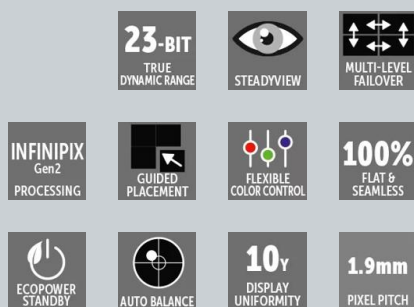 23-BIT
TRUE
DYNAMIC RANGE
STEADYVIEW
MULTI-LEVEL
FAILOVER
INFINIPIX
Gen2
PROCESSING
GUIDED
PLACEMENT
FLEXIBLE
COLOR CONTROL
100%
FLAT &
SEAMLESS
ECOPOWER
STANDBY
AUTO BALANCE
10Y
DISPLAY
UNIFORMITY
1.9mm
PIXEL PITCH